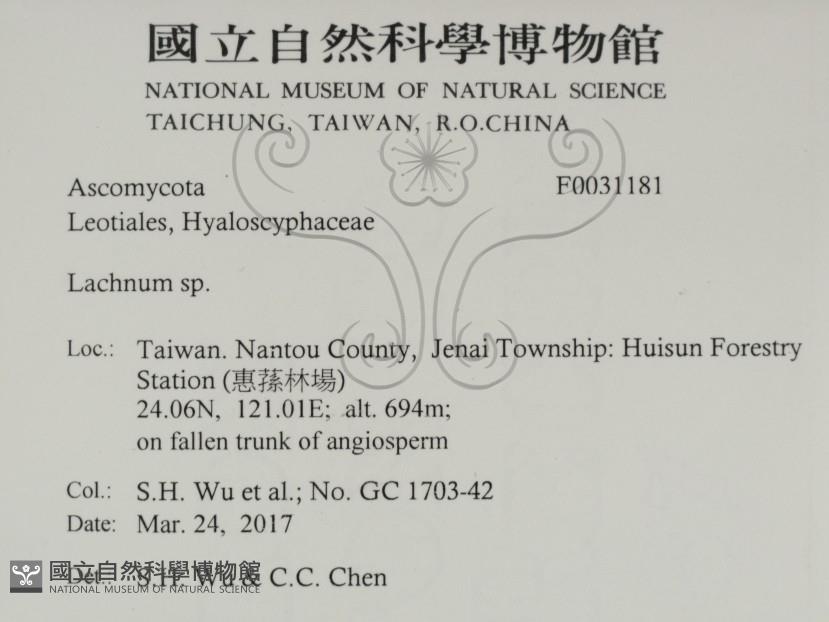 國立自然科學博物館
NATIONAL MUSEUM OF NATURAL SCIENCE
TAICHUNG, TAIWAN, R.O.CHINA
Ascomycota F0031181
Leotiales, Hyaloscyphaceae
Lachnum sp.
Loc.: Taiwan. Nantou County, Jenai Township: Huisun Forestry
Station (惠蓀林場)
24.06N, 121.01E; alt. 694m;
on fallen trunk of angiosperm
Col.: S.H. Wu et al.; No. GC 1703-42
Date: Mar. 24, 2017
Det.: S.H. Wu & C.C. Chen
國立自然科學博物館
NATIONAL MUSEUM OF NATURAL SCIENCE